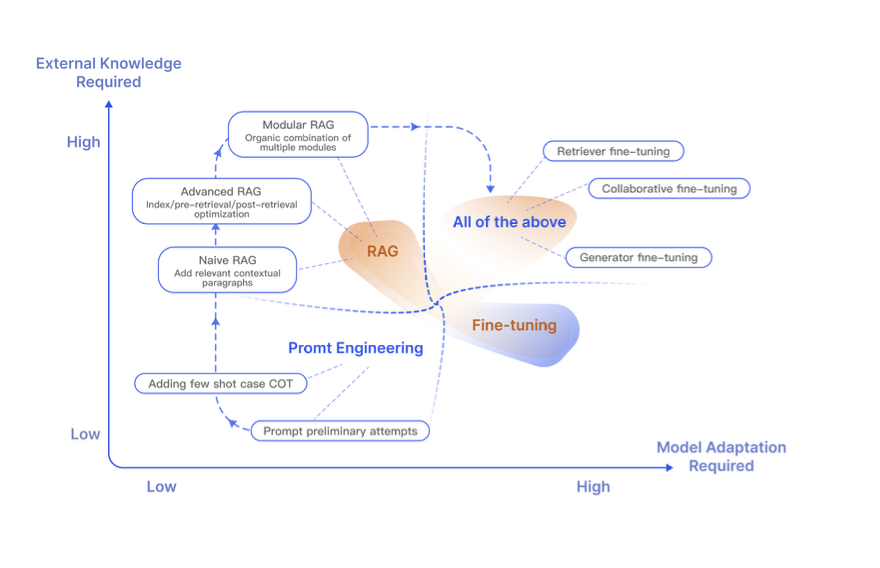 External Knowledge
Required
High
Modular RAG
Organic combination of
multiple modules
Retriever fine-tuning
Collaborative fine-tuning
Advanced RAG
Index/pre-retrieval/post-retrieval
optimization
All of the above
RAG
Generator fine-tuning
Naive RAG
Add relevant contextual
paragraphs
Fine-tuning
Promt Engineering
Adding few shot case COT
Prompt preliminary attempts
Low
Model Adaptation
Required
Low
High